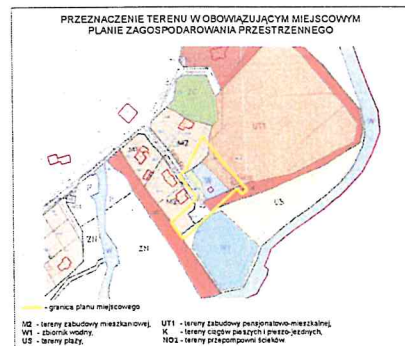 PRZEZNACZENIE TERENU W OBOWIĄZUJĄCYM MIEJSCOWYM
PLANIE ZAGOSPODAROWANIA PRZESTRZENNEGO
UT1
MZ
US
ZN
ZN
- granica planu miejscowego
M2 - tereny zabudowy mieszkaniowej,
W1 - zbiornik wodny,
US - tereny plaży,
UT1 - tereny zabudowy pensjonatowo-mieszkalnej,
K - tereny ciągów pieszych i pieszo-jezdnych,
NO2 - tereny przepompowni ścieków.